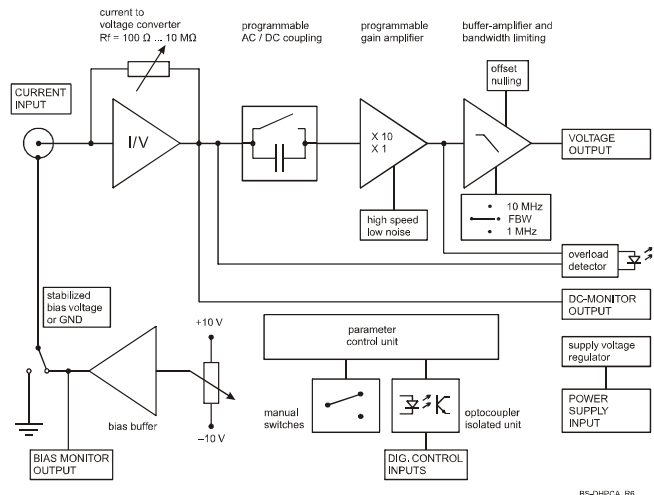 current to
voltage converter
Rf = 100 Ω ... 10 MΩ
programmable
AC / DC coupling
programmable
gain amplifier
buffer-amplifier and
bandwidth limiting
offset
nulling
CURRENT
INPUT
I/V
X 10
X 1
VOLTAGE
OUTPUT
high speed
low noise
10 MHz
FBW
1 MHz
overload
detector
DC-MONITOR
OUTPUT
stabilized
bias voltage
or GND
+10 V
–10 V
bias buffer
BIAS MONITOR
OUTPUT
parameter
control unit
manual
switches
optocoupler
isolated unit
DIG. CONTROL
INPUTS
supply voltage
regulator
POWER
SUPPLY
INPUT
BS-DHPCA_R6